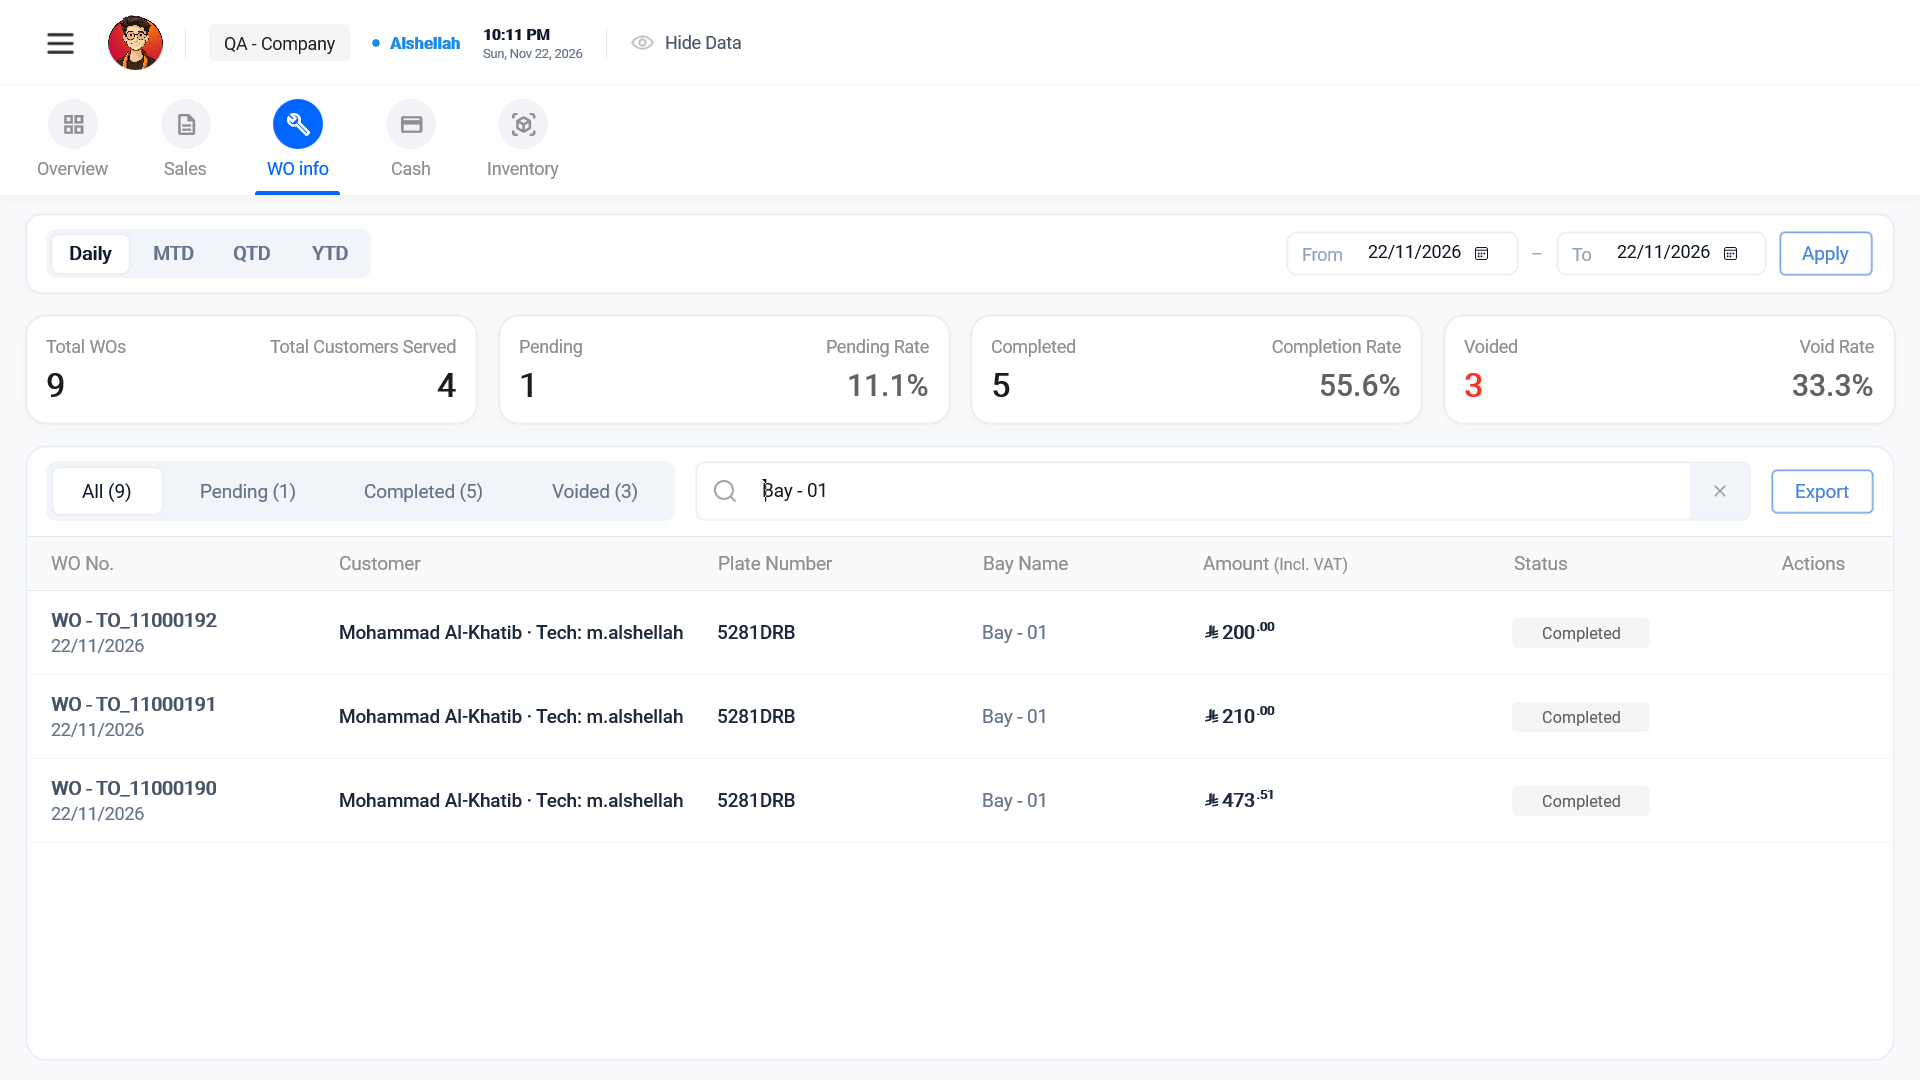 QA - Company
Alshellah
10:11 PM
Sun, Nov 22, 2026
Hide Data
Overview
Sales
WO info
Cash
Inventory
Daily
MTD
QTD
YTD
From 22/11/2026
–
To 22/11/2026
Apply
Total WOs
Total Customers Served
9
4
Pending
Pending Rate
1
11.1%
Completed
Completion Rate
5
55.6%
Voided
Void Rate
3
33.3%
All (9)
Pending (1)
Completed (5)
Voided (3)
Bay - 01
Export
WO No.
Customer
Plate Number
Bay Name
Amount (Incl. VAT)
Status
Actions
WO - TO_11000192
22/11/2026
Mohammad Al-Khatib · Tech: m.alshellah
5281DRB
Bay - 01
200.00
Completed
WO - TO_11000191
22/11/2026
Mohammad Al-Khatib · Tech: m.alshellah
5281DRB
Bay - 01
210.00
Completed
WO - TO_11000190
22/11/2026
Mohammad Al-Khatib · Tech: m.alshellah
5281DRB
Bay - 01
473.51
Completed